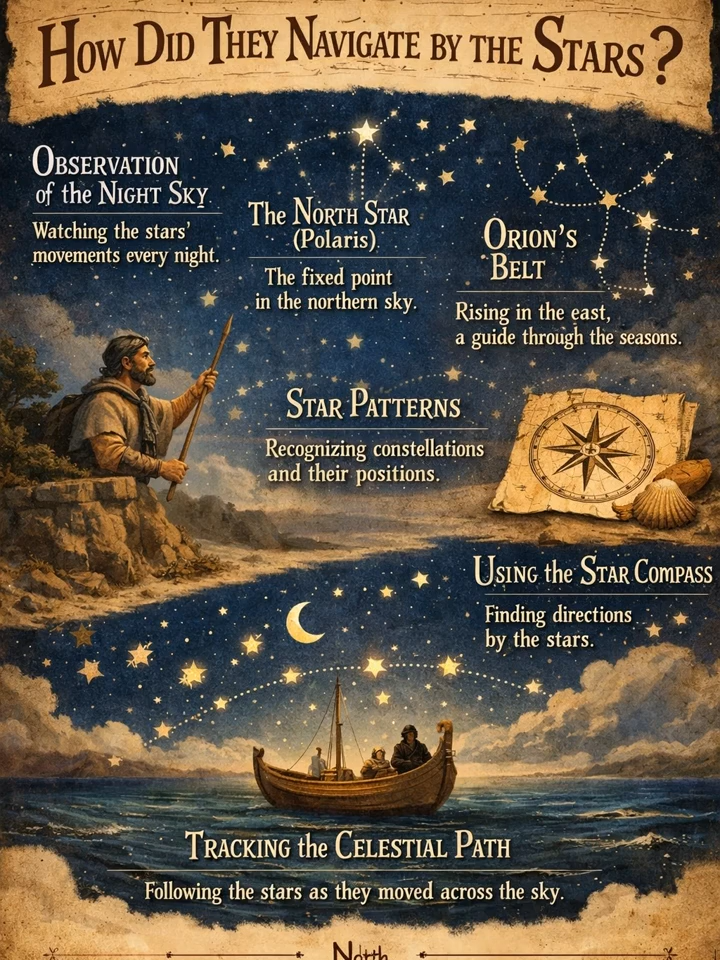 How Did They Navigate by the Stars?
Observation
of the Night Sky
Watching the stars'
movements every night.
The North Star
(Polaris)
The fixed point
in the northern sky.
Orion's
Belt
Rising in the east,
a guide through the seasons.
Star Patterns
Recognizing constellations
and their positions.
Using the Star Compass
Finding directions
by the stars.
Tracking the Celestial Path
Following the stars as they moved across the sky.
North